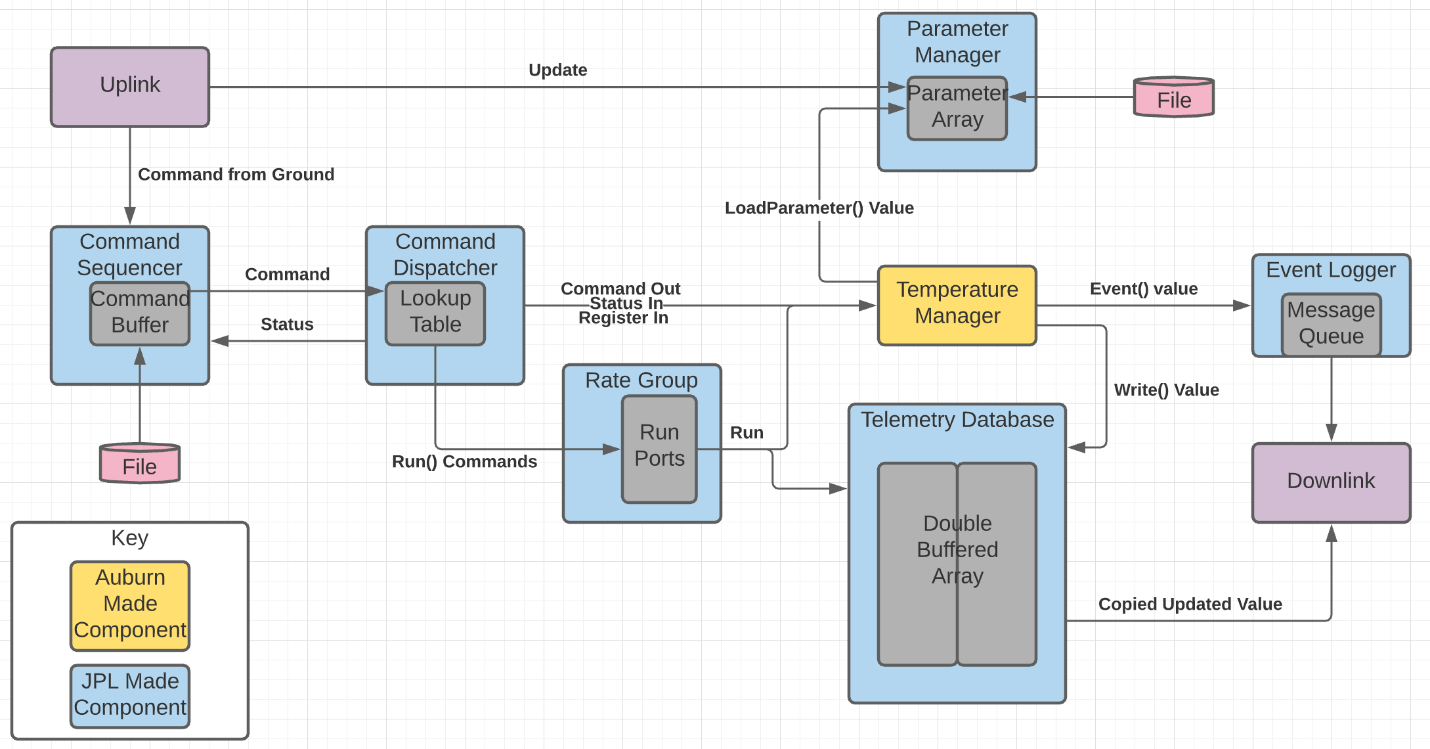 Uplink
Update
Parameter
Manager
Parameter
Array
File
Command from Ground
LoadParameter() Value
Command
Sequencer
Command
Buffer
Command
Status
Command
Dispatcher
Lookup
Table
Command Out
Status In
Register In
Temperature
Manager
Event() value
Event Logger
Message
Queue
Rate Group
Run
Ports
Run
Run() Commands
Write() Value
Telemetry Database
Double
Buffered
Array
File
Downlink
Copied Updated Value
Key
Auburn
Made
Component
JPL Made
Component